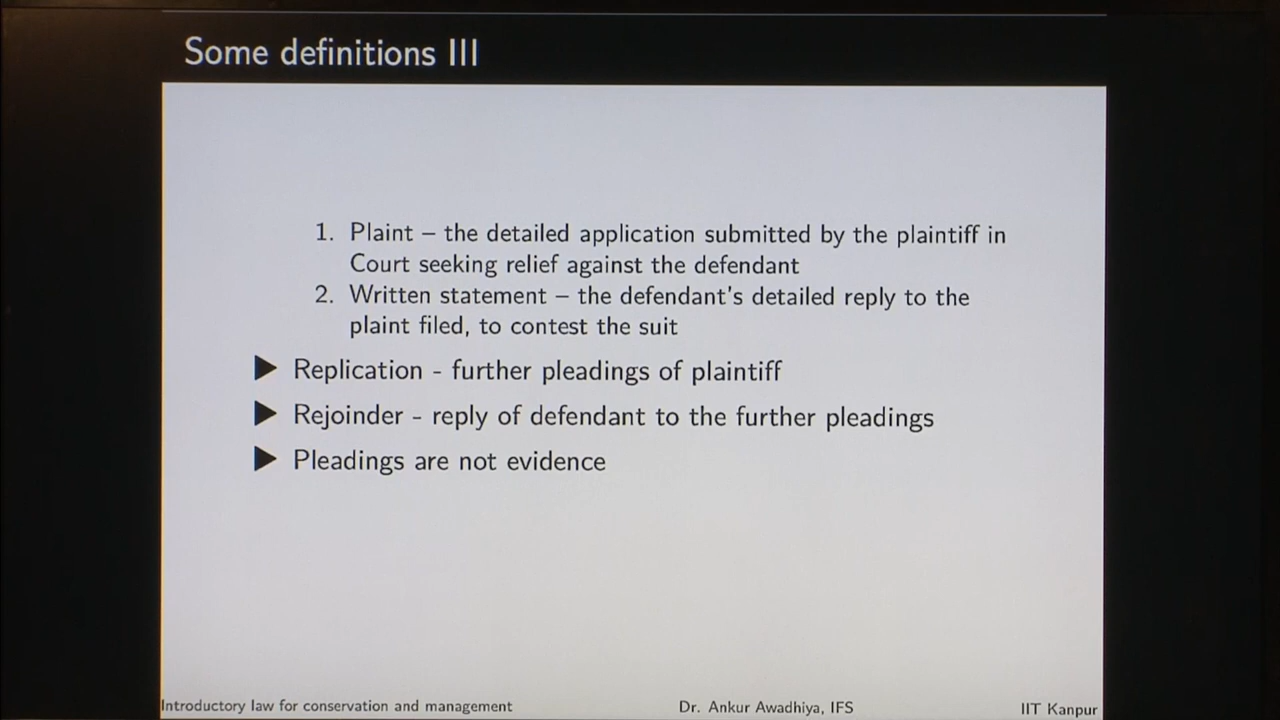 Some definitions III
1. Plaint – the detailed application submitted by the plaintiff in
Court seeking relief against the defendant
2. Written statement – the defendant's detailed reply to the
plaint filed, to contest the suit
▶ Replication - further pleadings of plaintiff
▶ Rejoinder - reply of defendant to the further pleadings
▶ Pleadings are not evidence
Introductory law for conservation and management Dr. Ankur Awadhiya, IFS IIT Kanpur